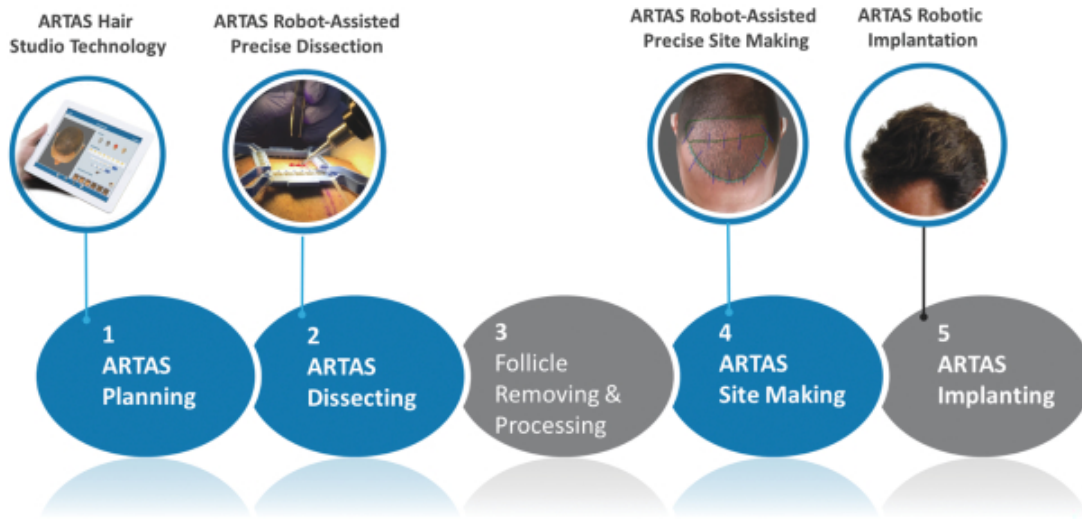 ARTAS Hair
Studio Technology
ARTAS Robot-Assisted
Precise Dissection
ARTAS Robot-Assisted
Precise Site Making
ARTAS Robotic
Implantation
1
ARTAS
Planning
2
ARTAS
Dissecting
3
Follicle
Removing &
Processing
4
ARTAS
Site Making
5
ARTAS
Implanting